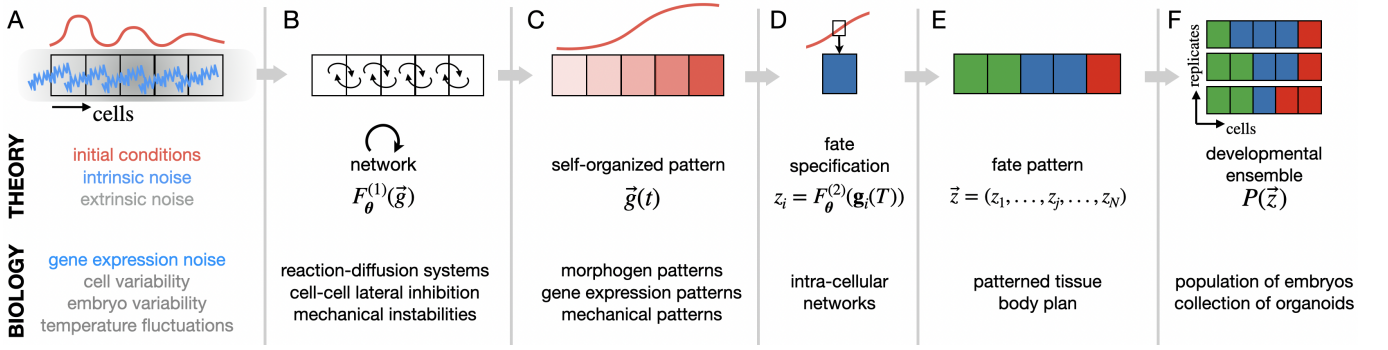 A
cells
THEORY
initial conditions
intrinsic noise
extrinsic noise
BIOLOGY
gene expression noise
cell variability
embryo variability
temperature fluctuations
B
network
F_θ^{(1)}(g⃗)
reaction-diffusion systems
cell-cell lateral inhibition
mechanical instabilities
C
self-organized pattern
g⃗(t)
morphogen patterns
gene expression patterns
mechanical patterns
D
fate
specification
z_i = F_θ^{(2)}(g_i(T))
intra-cellular
networks
E
fate pattern
z⃗ = (z_1, . . . , z_j, . . . , z_N)
patterned tissue
body plan
F
replicates
cells
developmental
ensemble
P(z⃗)
population of embryos
collection of organoids